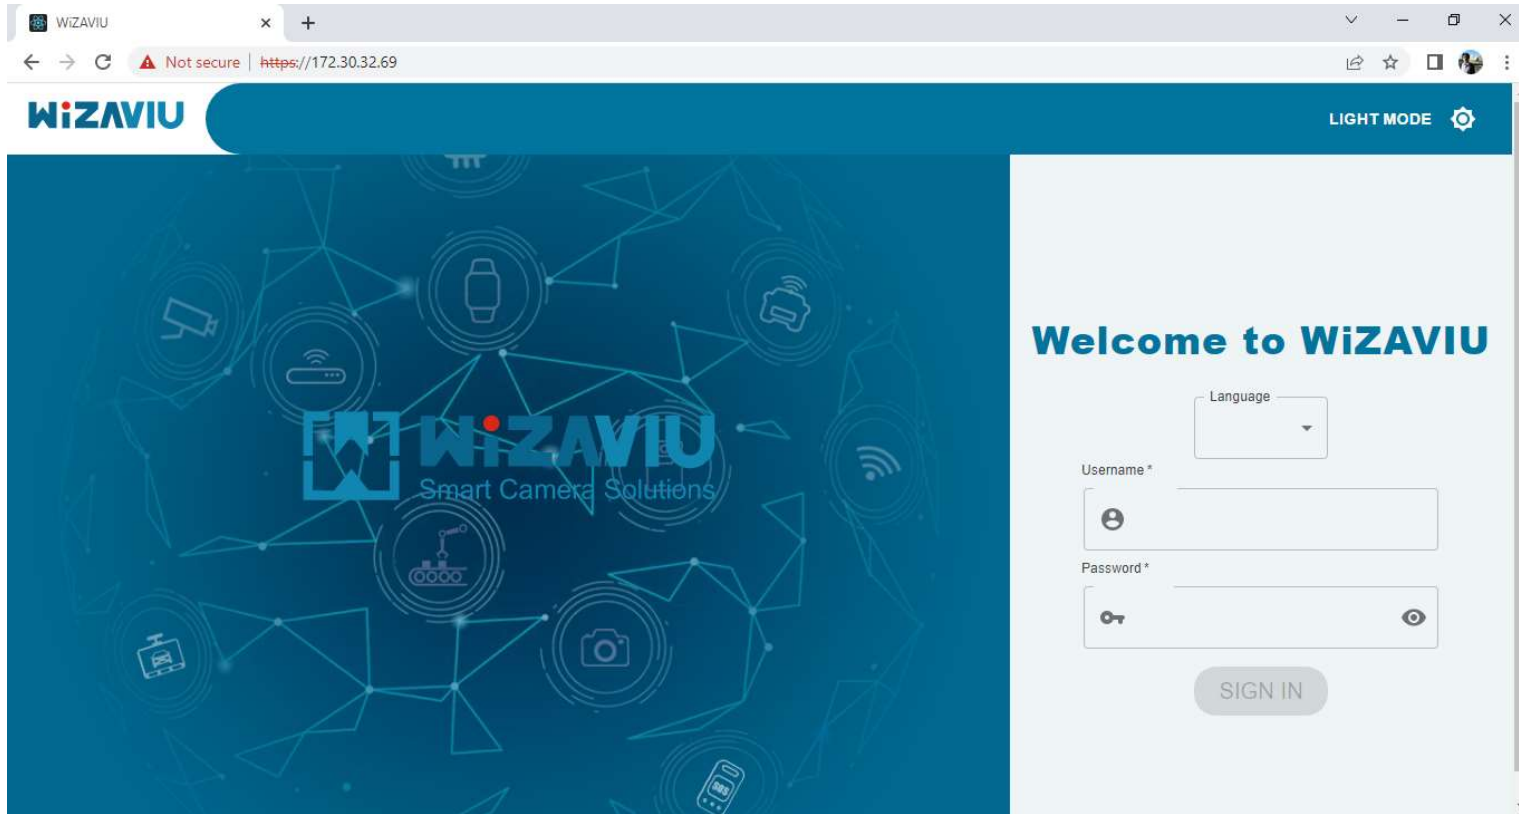 WiZAVIU
Not secure
https://172.30.32.69
WiZAVIU
LIGHT MODE
WiZAVIU
Smart Camera Solutions
SOS
Welcome to WiZAVIU
Language
Username *
Password *
SIGN IN